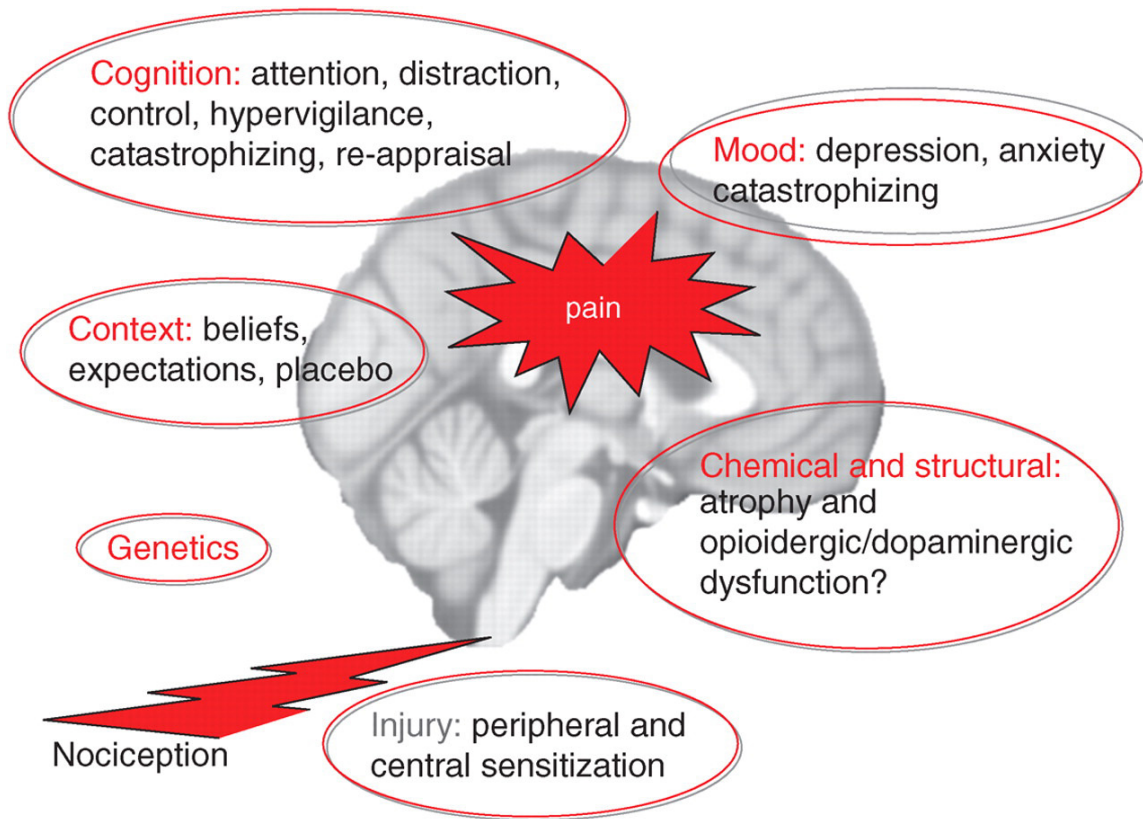 Cognition: attention, distraction,
control, hypervigilance,
catastrophizing, re-appraisal
Mood: depression, anxiety
catastrophizing
pain
Context: beliefs,
expectations, placebo
Chemical and structural:
atrophy and
opioidergic/dopaminergic
dysfunction?
Genetics
Nociception
Injury: peripheral and
central sensitization